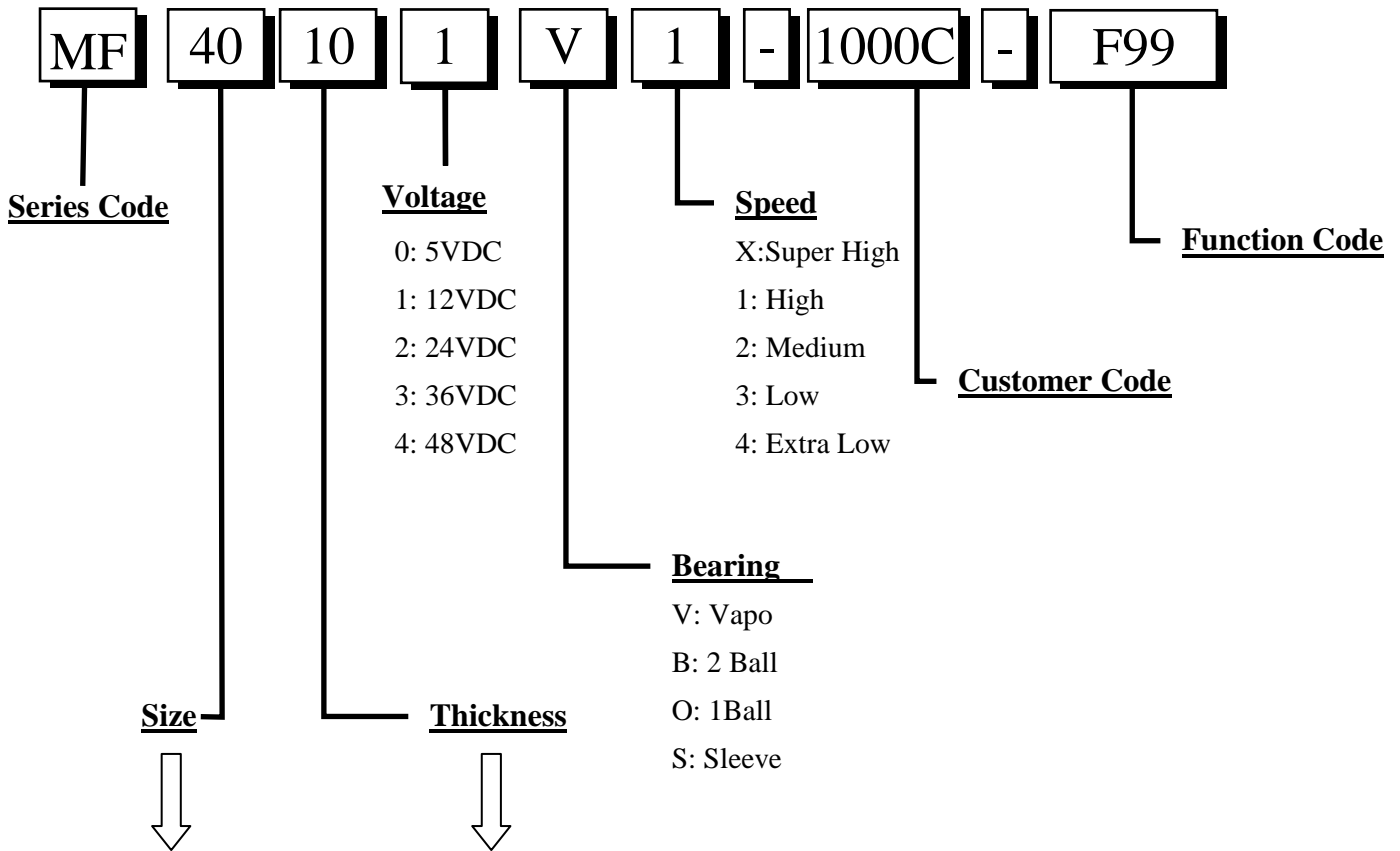 MF 40 10 1 V 1 - 1000C - F99
Series Code
Voltage
0: 5VDC
1: 12VDC
2: 24VDC
3: 36VDC
4: 48VDC
Speed
X:Super High
1: High
2: Medium
3: Low
4: Extra Low
Function Code
Customer Code
Bearing
V: Vapo
B: 2 Ball
O: 1Ball
S: Sleeve
Size
Thickness